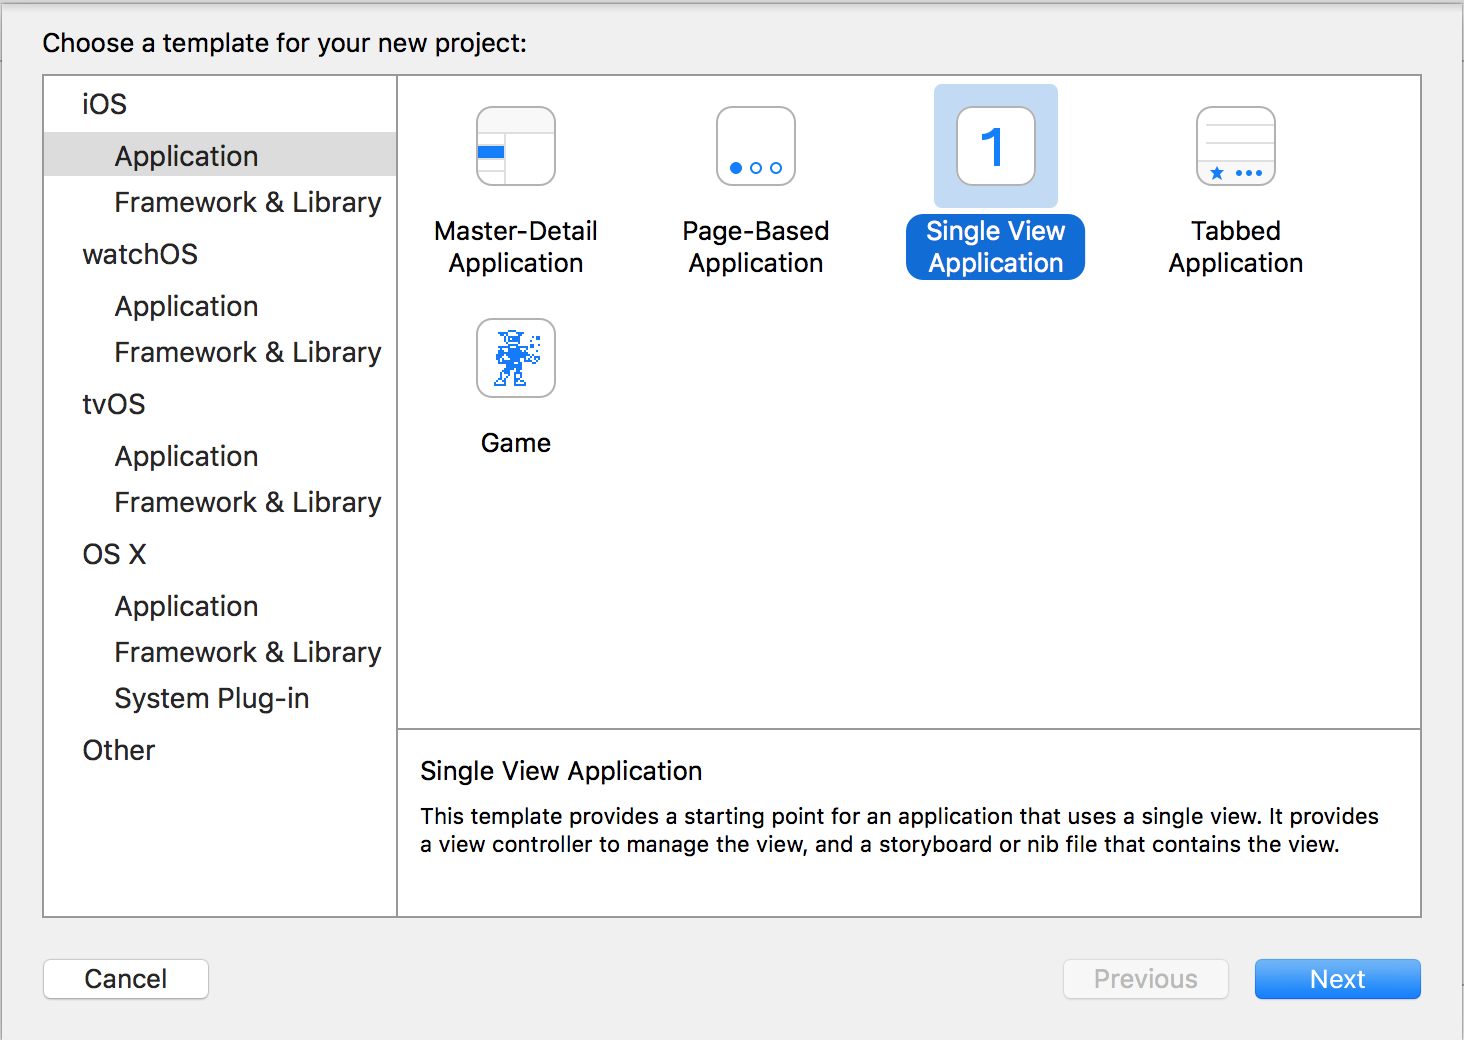 Choose a template for your new project:
iOS
Application
Framework & Library
watchOS
Application
Framework & Library
tvOS
Application
Framework & Library
OS X
Application
Framework & Library
System Plug-in
Other
Master-Detail
Application
Page-Based
Application
1
Single View
Application
Tabbed
Application
Game
Single View Application
This template provides a starting point for an application that uses a single view. It provides
a view controller to manage the view, and a storyboard or nib file that contains the view.
Cancel
Previous
Next